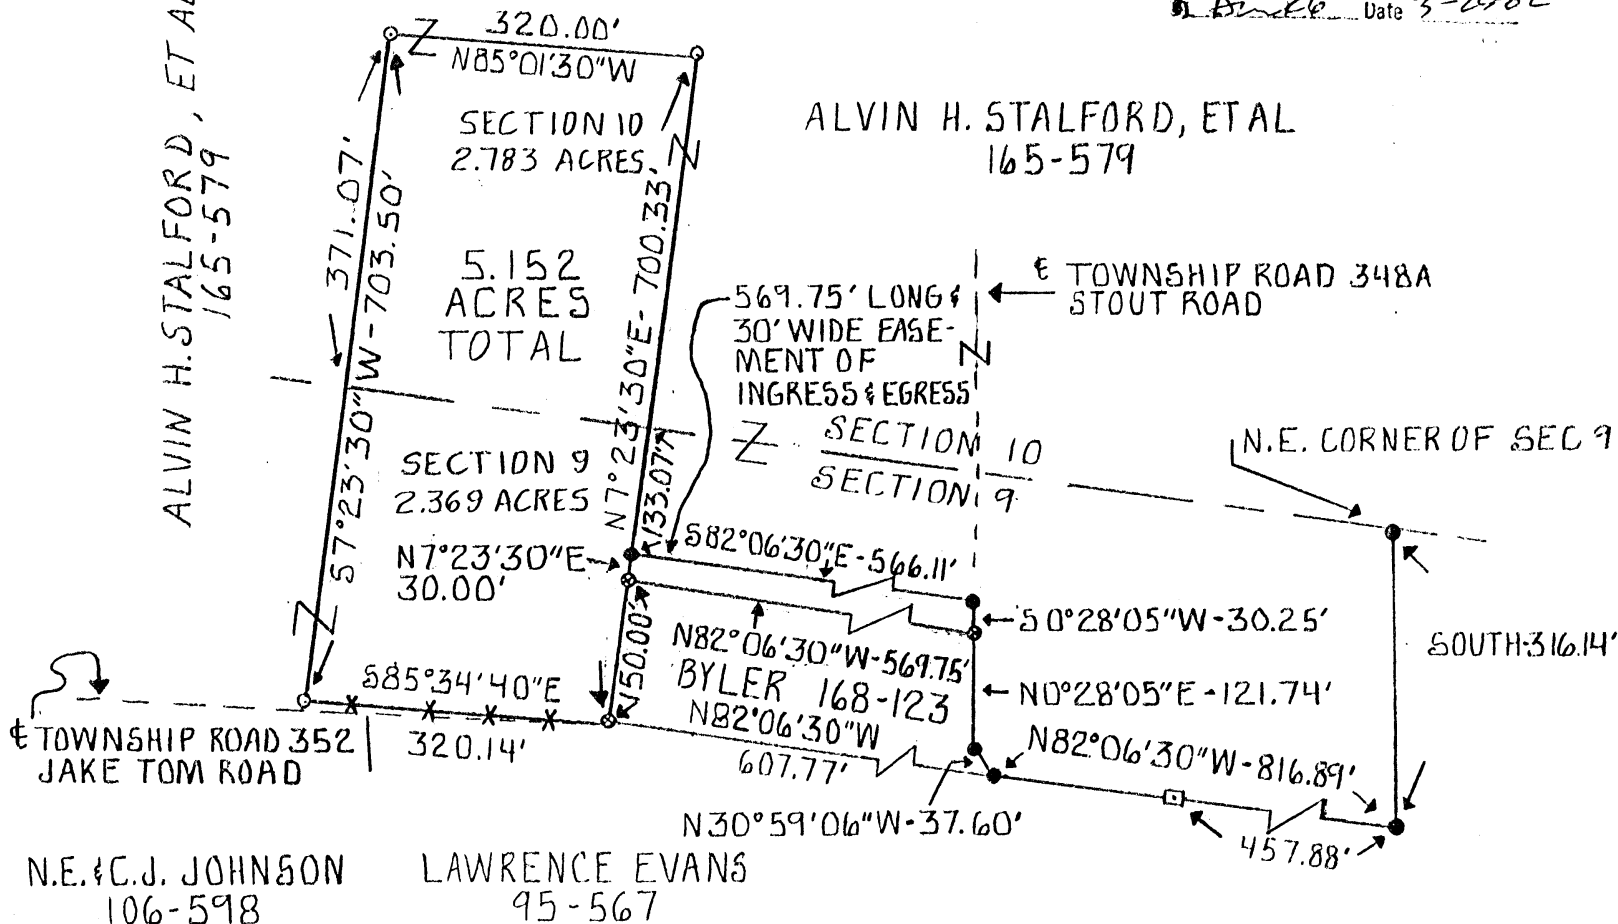 Date 3-
ALVIN H. STALFORD, ET AL
165-579
320.00'
N85°01'30"W
SECTION 10
2.783 ACRES
371.07'
S7°23'30"W-703.50'
N7°23'30"E-700.33'
5.152
ACRES
TOTAL
ALVIN H. STALFORD, ET AL
165-579
569.75' LONG &
30' WIDE EASE-
MENT OF
INGRESS & EGRESS
℄ TOWNSHIP ROAD 348A
STOUT ROAD
SECTION 10
SECTION 9
N.E. CORNER OF SEC 9
SECTION 9
2.369 ACRES
133.07'
N7°23'30"E
30.00'
S82°06'30"E-566.11'
S0°28'05"W-30.25'
SOUTH-316.14'
150.00'
N82°06'30"W-569.75'
BYLER 168-123
N82°06'30"W
607.77'
N0°28'05"E-121.74'
N82°06'30"W-816.89'
S85°34'40"E
320.14'
℄ TOWNSHIP ROAD 352
JAKE TOM ROAD
N30°59'06"W-37.60'
457.88'
N.E. & C.J. JOHNSON
106-598
LAWRENCE EVANS
95-567